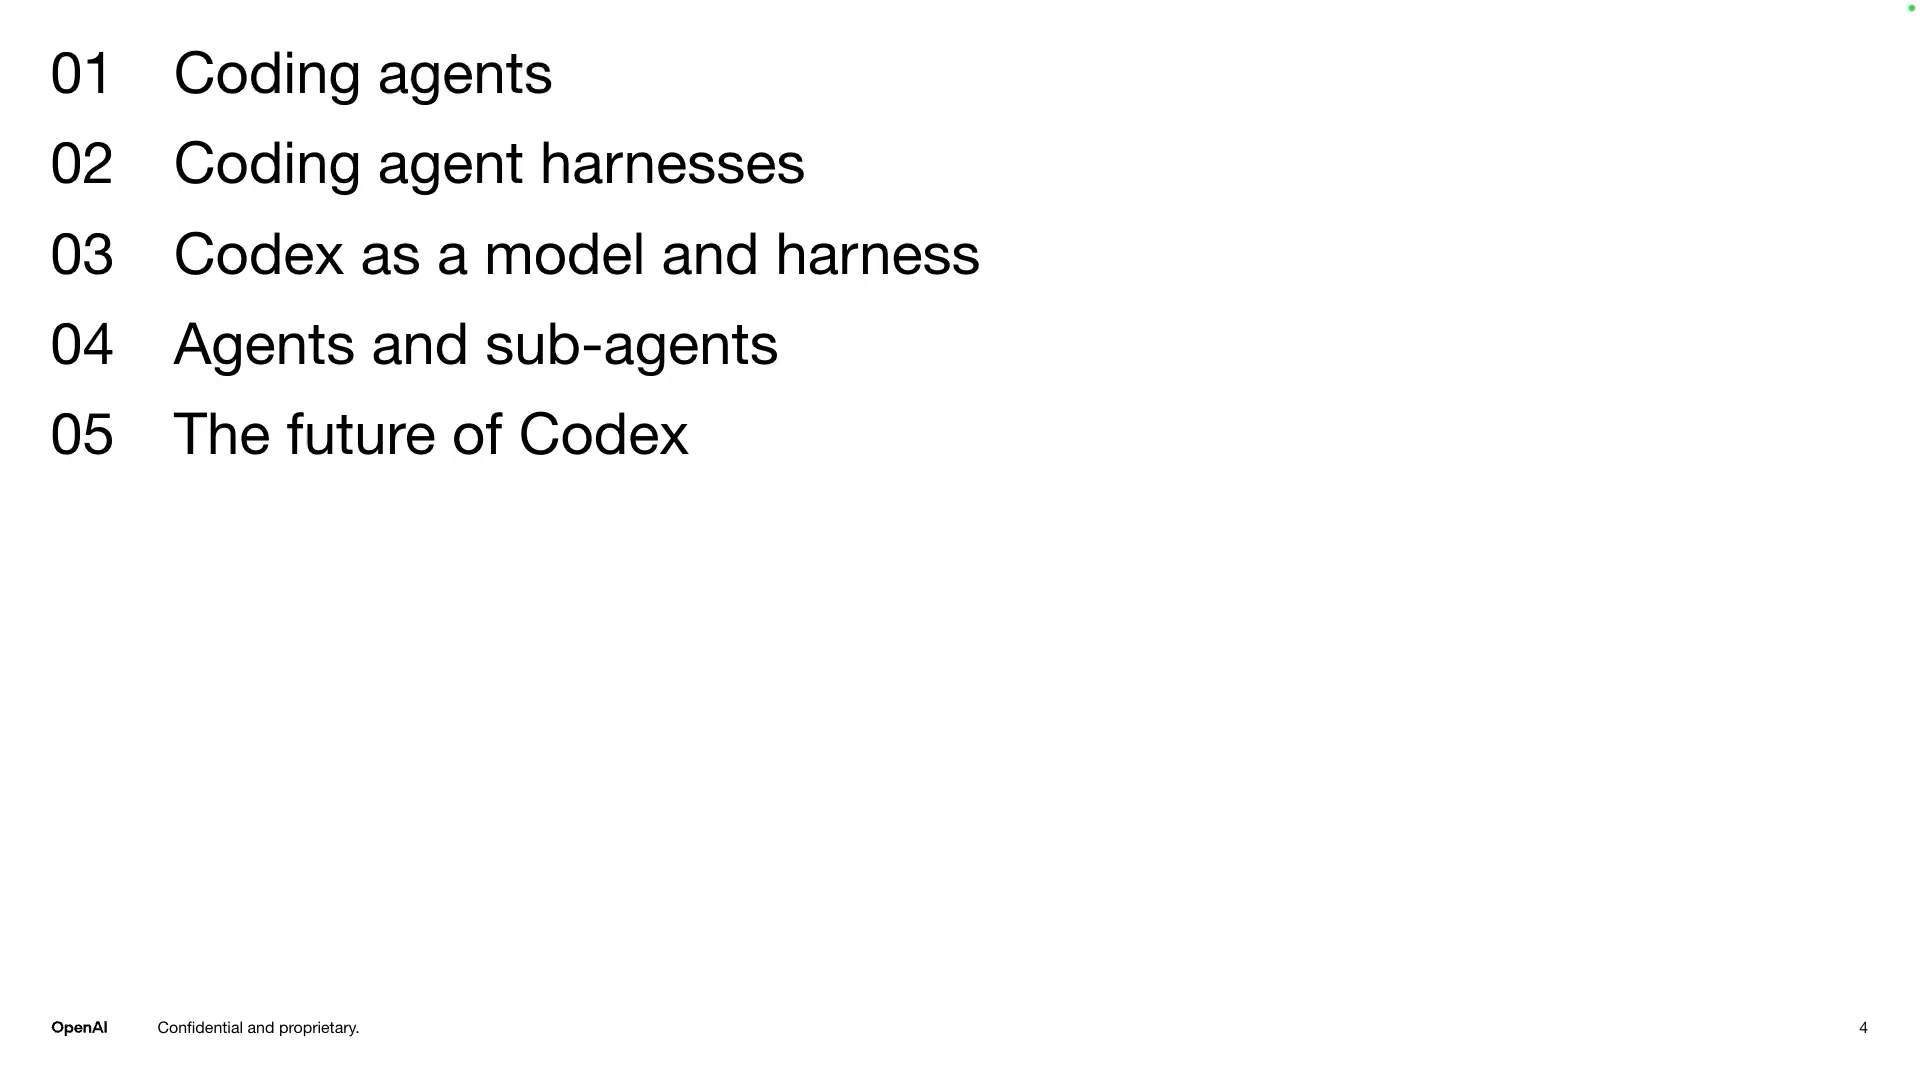 01 Coding agents
02 Coding agent harnesses
03 Codex as a model and harness
04 Agents and sub-agents
05 The future of Codex
OpenAI Confidential and proprietary. 4